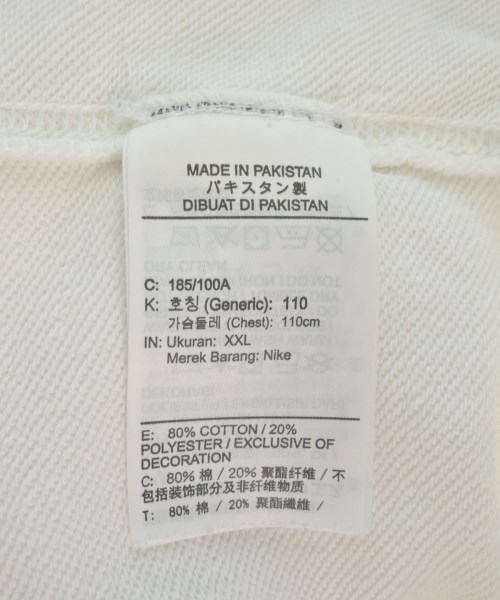 MADE IN PAKISTAN
パキスタン製
DIBUAT DI PAKISTAN
C: 185/100A
K: 호칭 (Generic): 110
가슴둘레 (Chest): 110cm
IN: Ukuran: XXL
Merek Barang: Nike
E: 80% COTTON / 20%
POLYESTER / EXCLUSIVE OF
DECORATION
C: 80% 棉 / 20% 聚酯纤维 / 不
包括装饰部分及非纤维物质
T: 80% 棉 / 20% 聚酯纖維 /